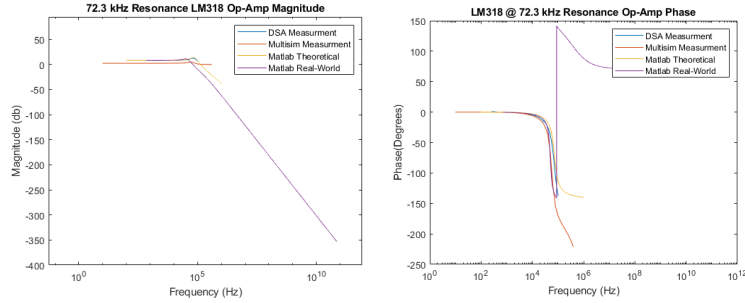 72.3 kHz Resonance LM318 Op-Amp Magnitude
DSA Measurment
Multisim Measurment
Matlab Theoretical
Matlab Real-World
50
0
-50
-100
-150
-200
-250
-300
-350
-400
Magnitude (db)
10^0
10^5
10^10
Frequency (Hz)
LM318 @ 72.3 kHz Resonance Op-Amp Phase
DSA Measurment
Multisim Measurment
Matlab Theoretical
Matlab Real-World
150
100
50
0
-50
-100
-150
-200
-250
Phase(Degrees)
10^0
10^2
10^4
10^6
10^8
10^10
10^12
Frequency (Hz)